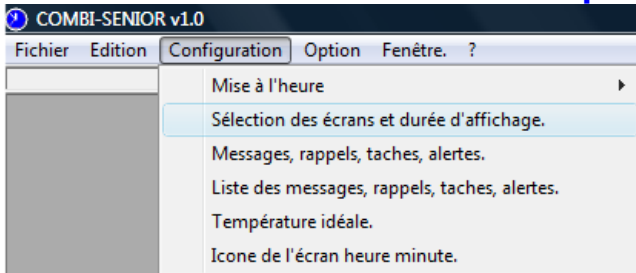 COMBI-SENIOR v1.0
Fichier Edition Configuration Option Fenêtre. ?
Mise à l'heure
Sélection des écrans et durée d'affichage.
Messages, rappels, taches, alertes.
Liste des messages, rappels, taches, alertes.
Température idéale.
Icone de l'écran heure minute.